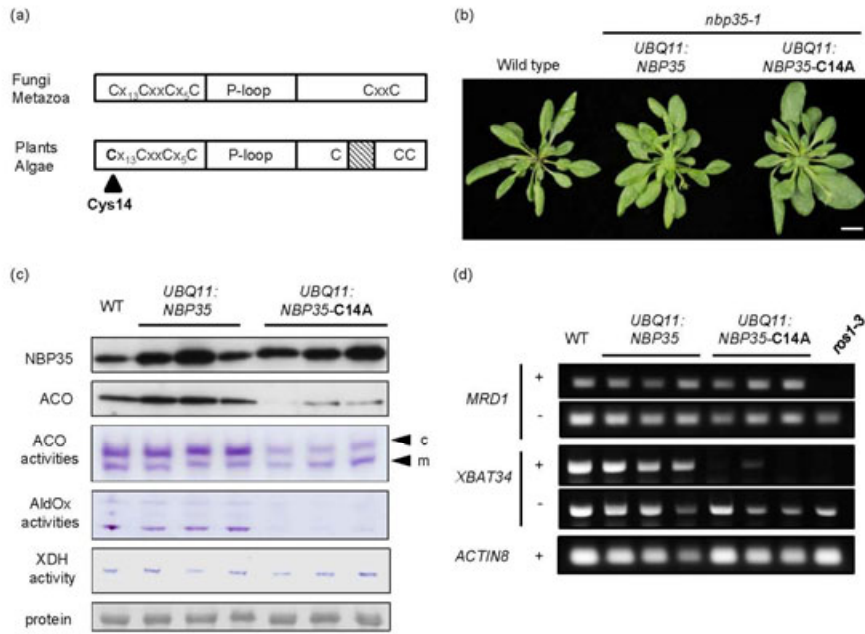 (a)
Fungi
Metazoa
Cx₁₃CxxCx₅C P-loop CxxC
Plants
Algae
Cx₁₃CxxCx₅C P-loop C CC
Cys14
(b)
nbp35-1
Wild type
UBQ11:
NBP35
UBQ11:
NBP35-C14A
(c)
WT
UBQ11:
NBP35
UBQ11:
NBP35-C14A
NBP35
ACO
ACO
activities
c
m
AldOx
activities
XDH
activity
protein
(d)
WT
UBQ11:
NBP35
UBQ11:
NBP35-C14A
ros1-3
MRD1
+
-
XBAT34
+
-
ACTIN8 +